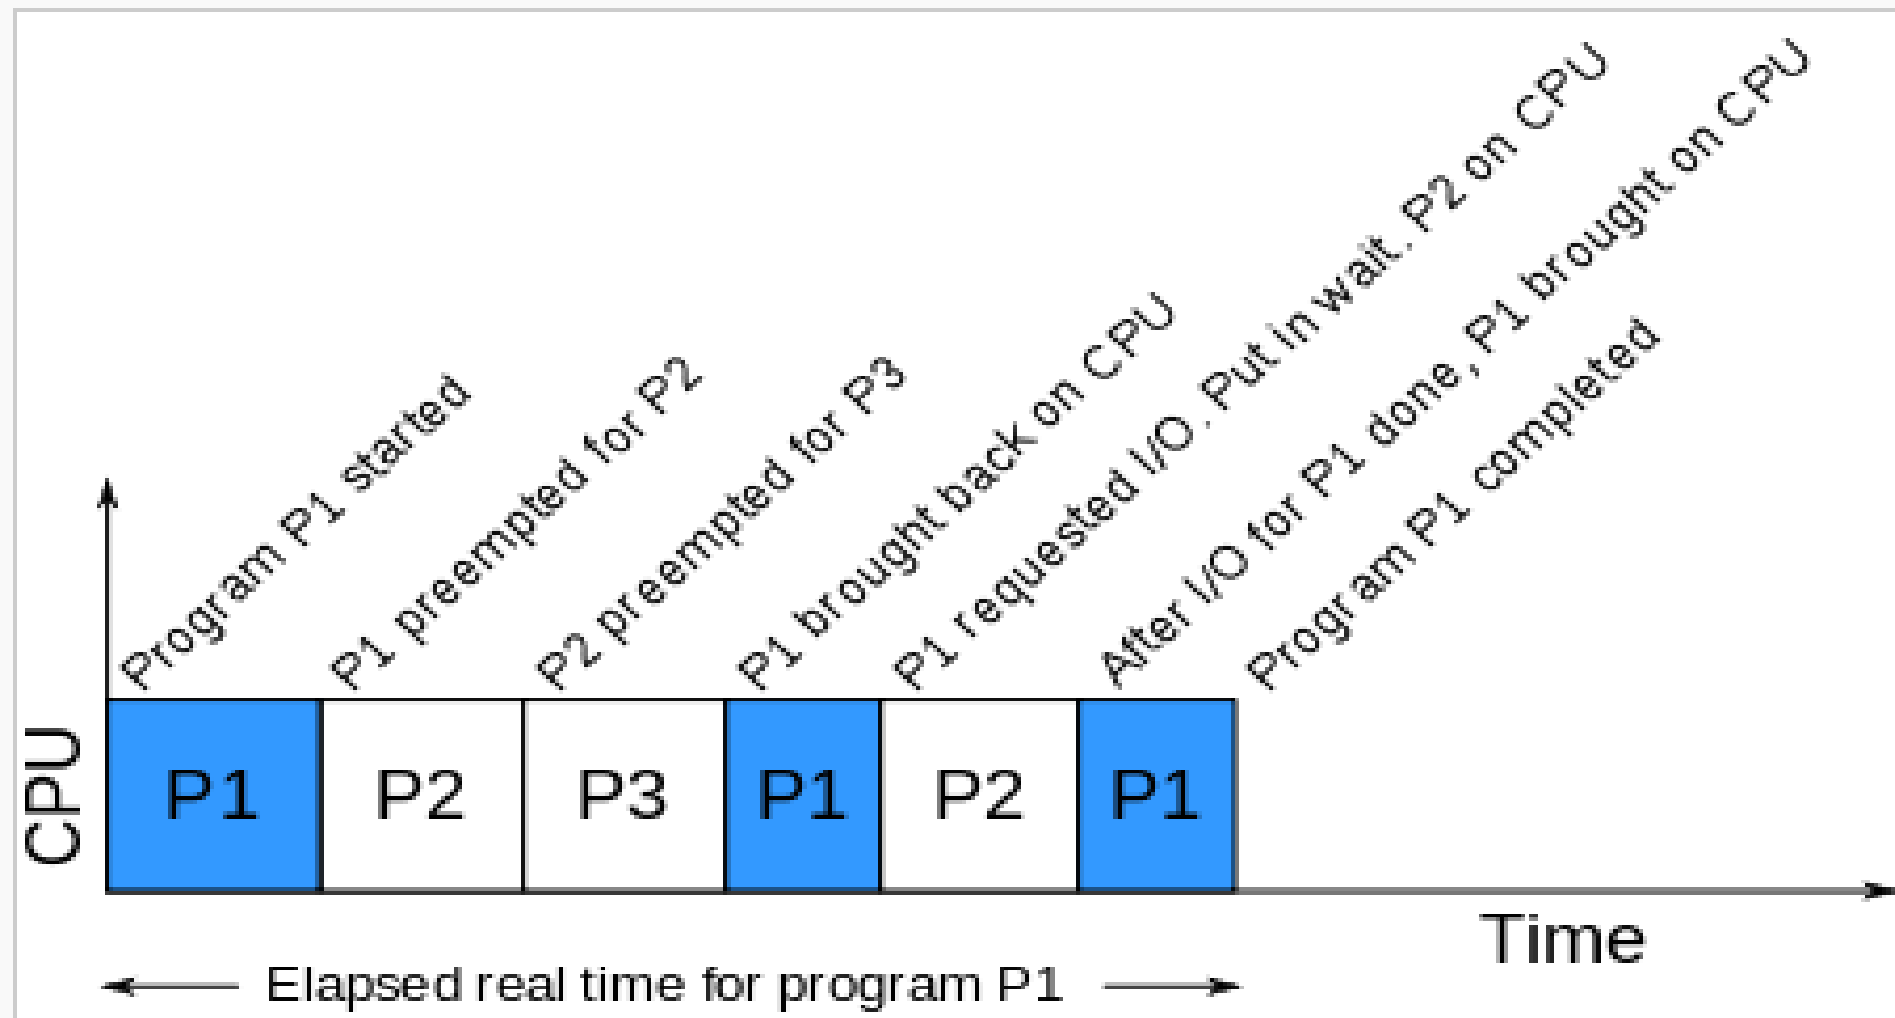 Program P1 started
P1 preempted for P2
P2 preempted for P3
P1 brought back on CPU
P1 requested I/O. Put in wait. P2 on CPU
After I/O for P1 done, P1 brought on CPU
Program P1 completed
CPU
P1
P2
P3
P1
P2
P1
Time
Elapsed real time for program P1